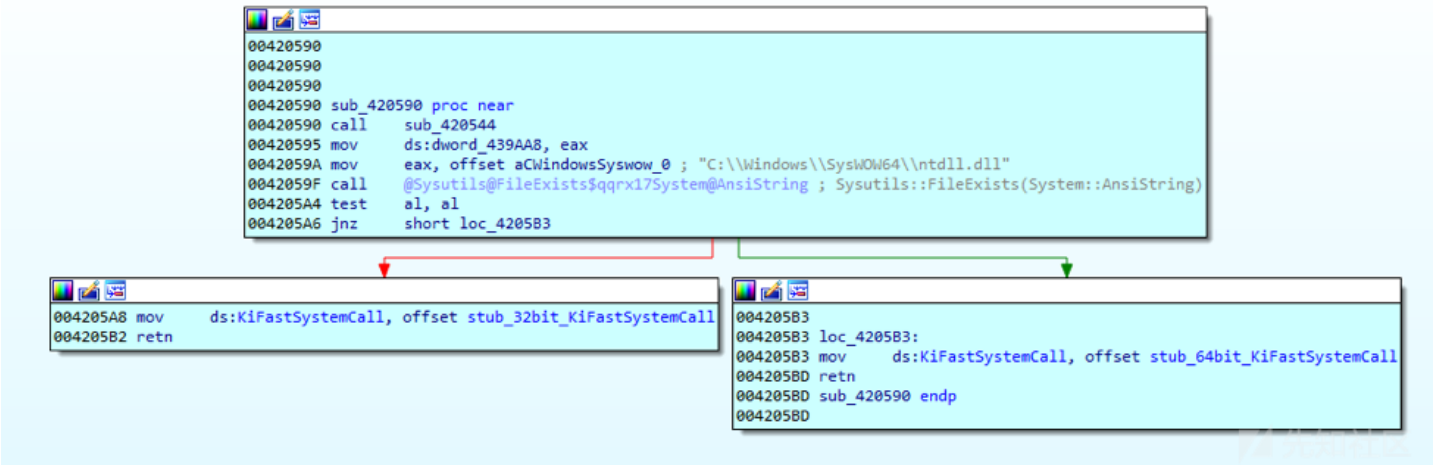 00420590
00420590
00420590
00420590 sub_420590 proc near
00420590 call sub_420544
00420595 mov ds:dword_439AA8, eax
0042059A mov eax, offset aCWindowsSyswow_0 ; "C:\\Windows\\SysWOW64\\ntdll.dll"
0042059F call @Sysutils@FileExists$qqrx17System@AnsiString ; Sysutils::FileExists(System::AnsiString)
004205A4 test al, al
004205A6 jnz short loc_4205B3
004205A8 mov ds:KiFastSystemCall, offset stub_32bit_KiFastSystemCall
004205B2 retn
004205B3
004205B3 loc_4205B3:
004205B3 mov ds:KiFastSystemCall, offset stub_64bit_KiFastSystemCall
004205BD retn
004205BD sub_420590 endp
004205BD